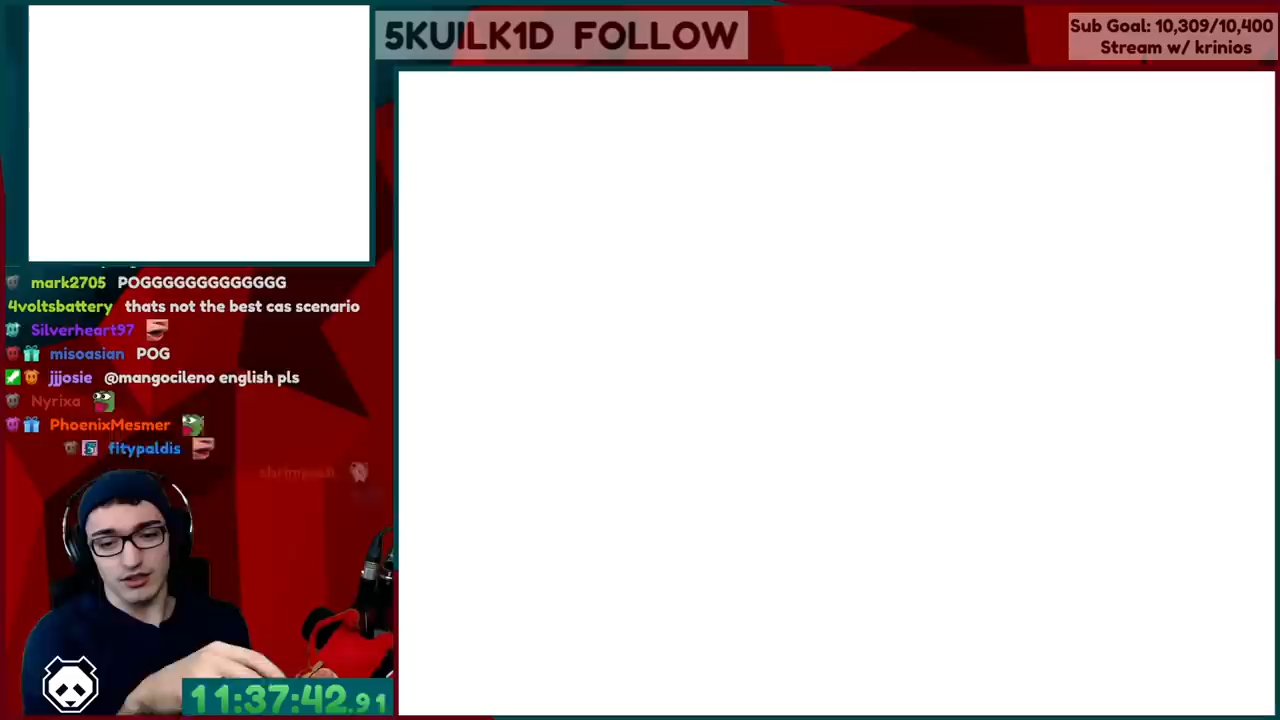 5KUILK1D FOLLOW
Sub Goal: 10,309/10,400
Stream w/ krinios
mark2705 POGGGGGGGGGGGGG
4voltsbattery thats not the best cas scenario
Silverheart97
misoasian POG
jjjosie @mangocileno english pls
Nyrixa
PhoenixMesmer
fitypaldis
11:37:42.91